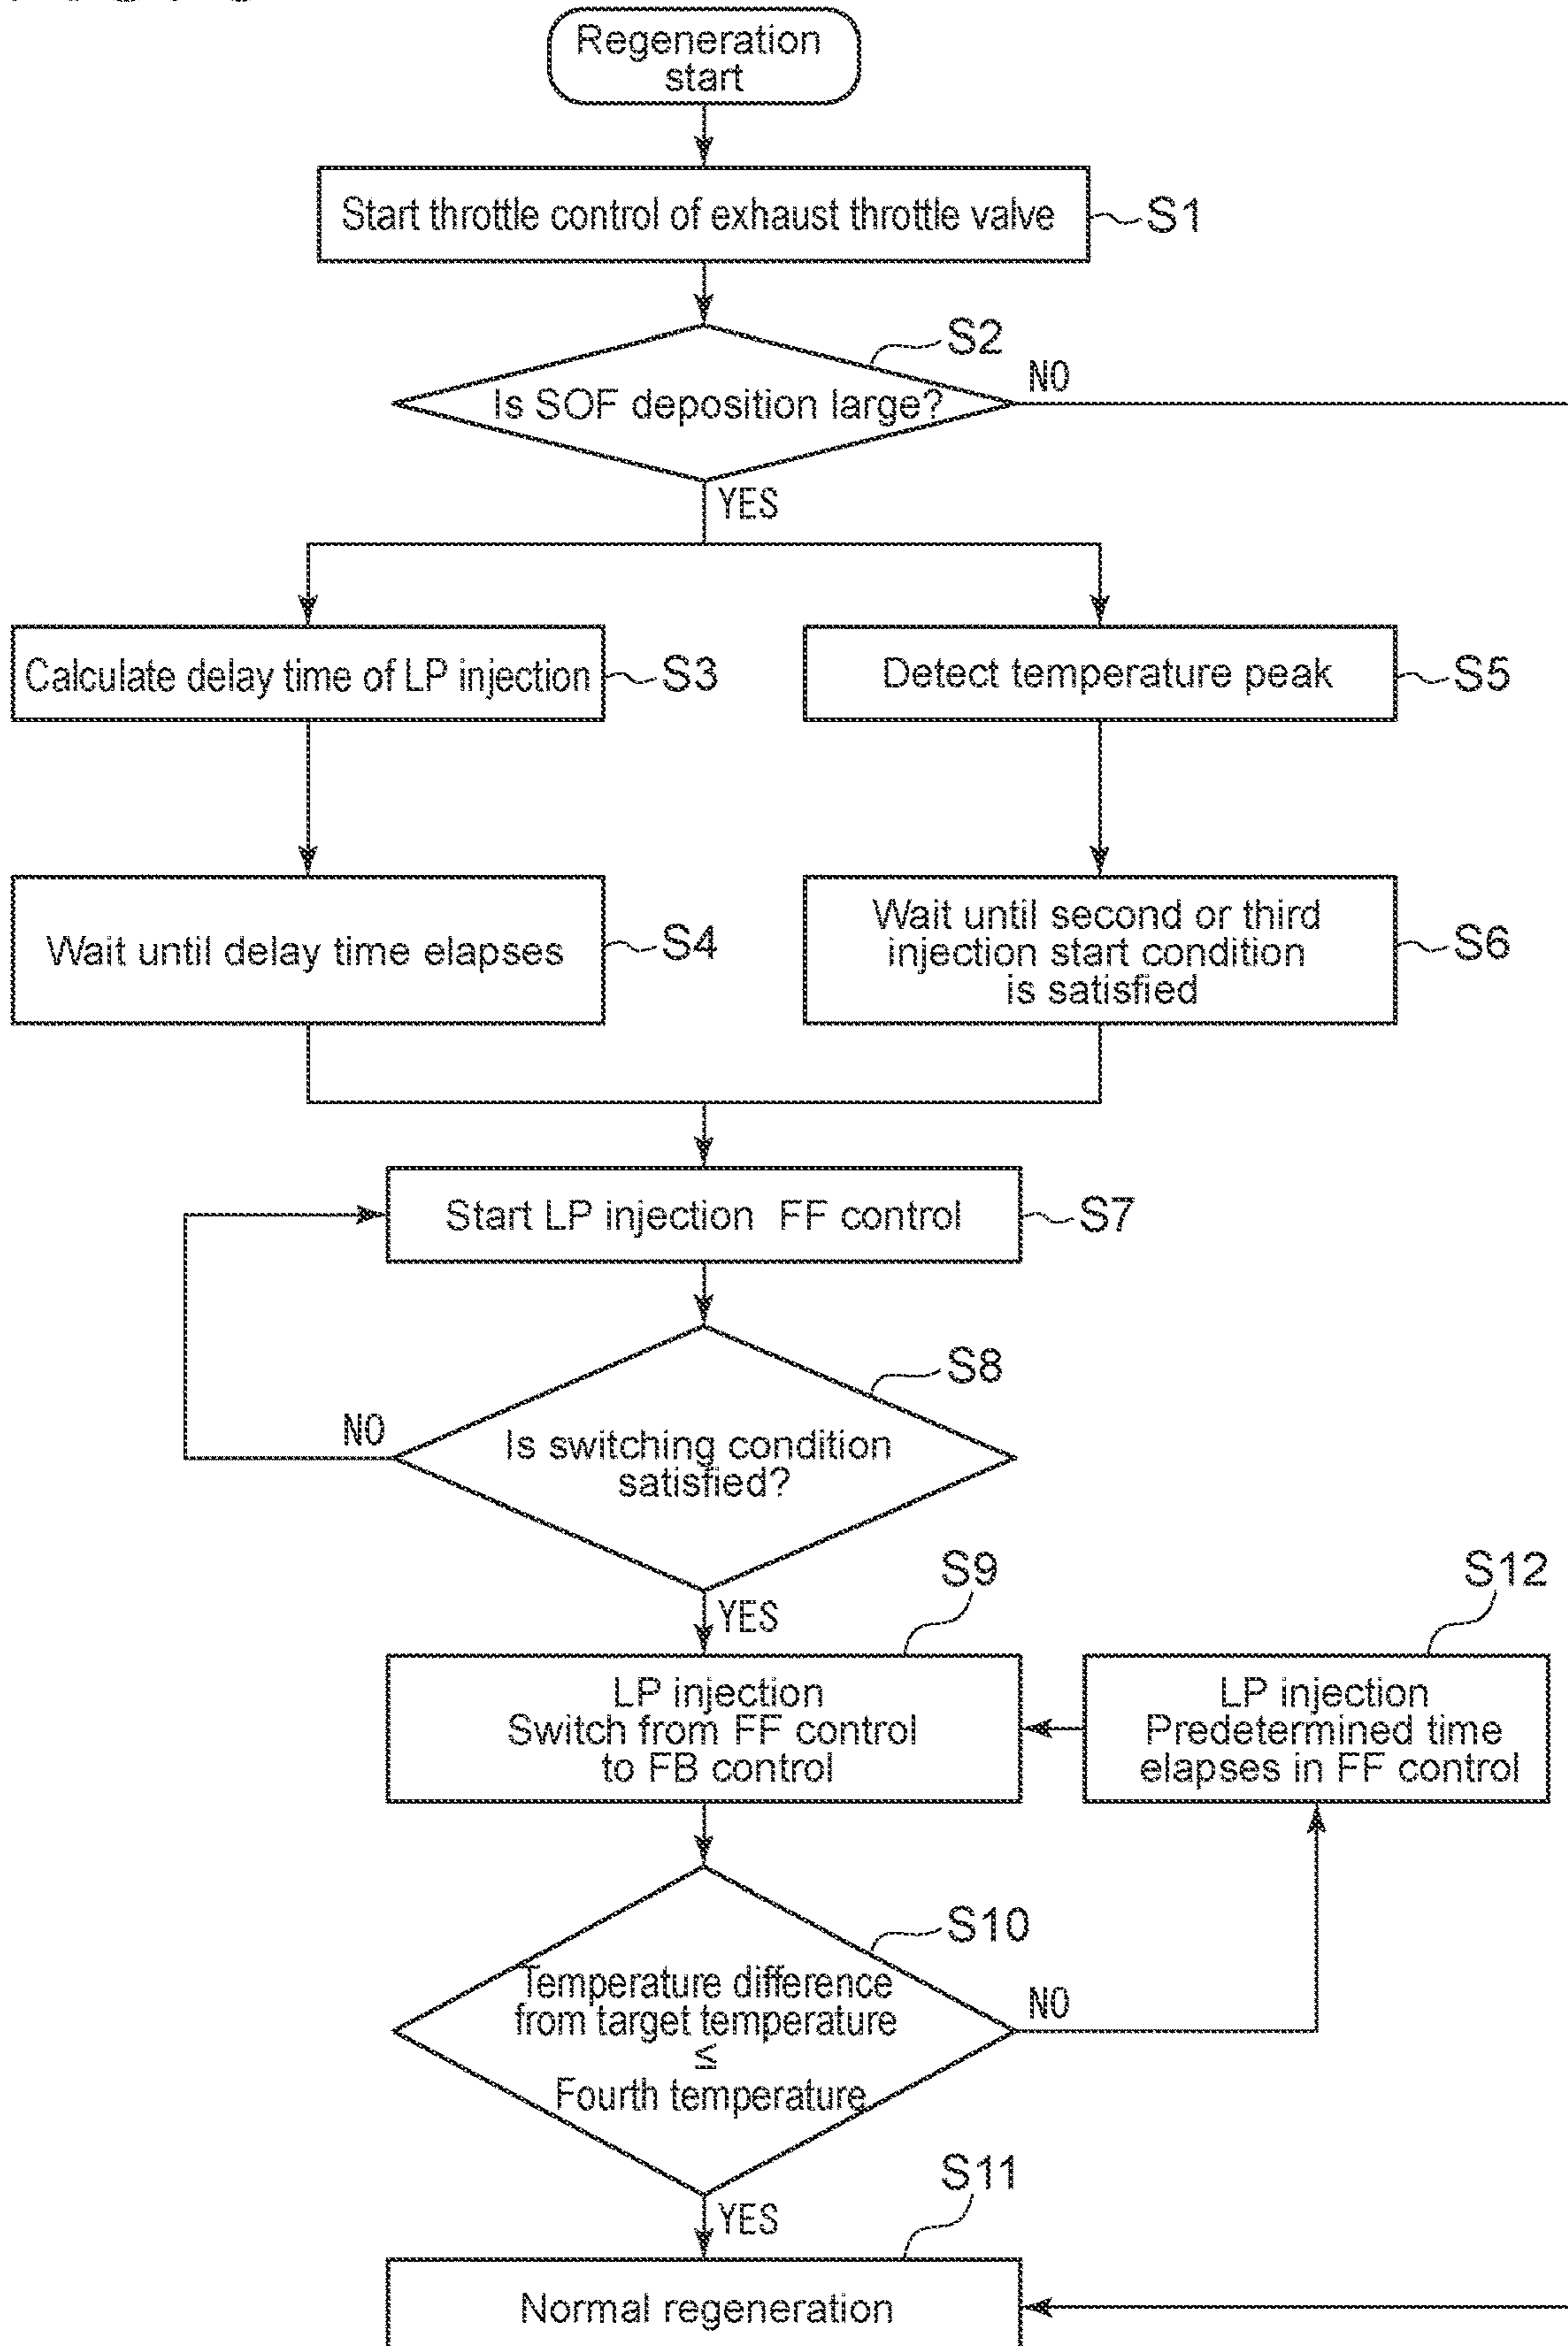 Regeneration
start
Start throttle control of exhaust throttle valve
S1
S2
Is SOF deposition large?
NO
YES
Calculate delay time of LP injection
S3
Detect temperature peak
S5
Wait until delay time elapses
S4
Wait until second or third
injection start condition
is satisfied
S6
Start LP injection FF control
S7
S8
Is switching condition
satisfied?
NO
YES
S9
LP injection
Switch from FF control
to FB control
S12
LP injection
Predetermined time
elapses in FF control
S10
Temperature difference
from target temperature
≤
Fourth temperature
NO
YES
S11
Normal regeneration